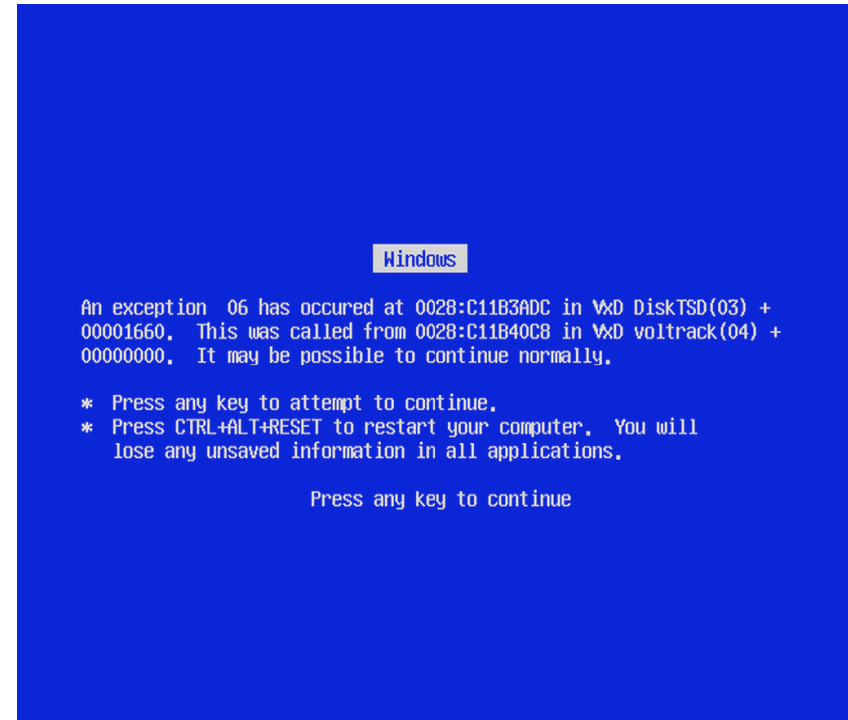 Windows
An exception 06 has occured at 0028:C11B3ADC in VxD DiskTSD(03) +
00001660. This was called from 0028:C11B40C8 in VxD voltrack(04) +
00000000. It may be possible to continue normally.
* Press any key to attempt to continue.
* Press CTRL+ALT+RESET to restart your computer. You will
lose any unsaved information in all applications.
Press any key to continue